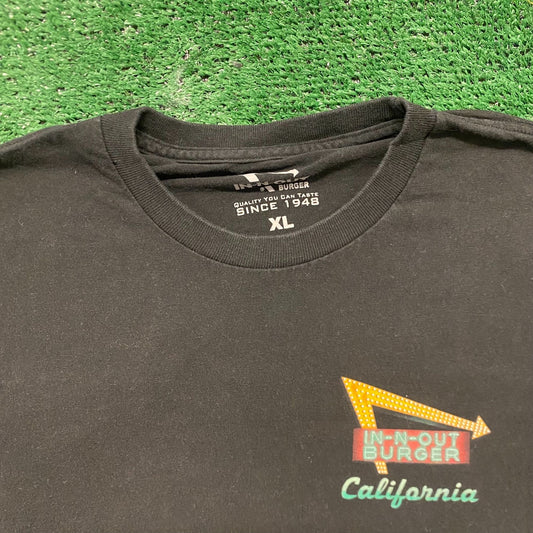 IN-N-OUT
BURGER
QUALITY YOU CAN TASTE
SINCE 1948
XL
IN-N-OUT
BURGER
California